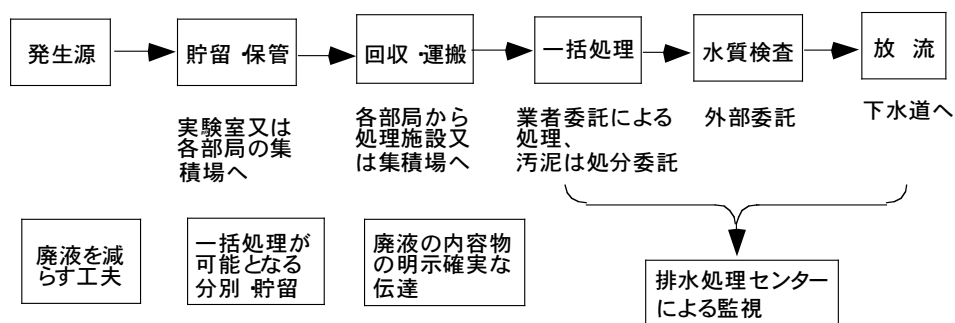 発生源
貯留・保管
回収・運搬
一括処理
水質検査
放 流
実験室又は
各部局の集
積場へ
各部局から
処理施設又
は集積場へ
業者委託による
処理、
汚泥は処分委託
外部委託
下水道へ
廃液を減
らす工夫
一括処理が
可能となる
分別・貯留
廃液の内容物
の明示確実な
伝達
排水処理センター
による監視